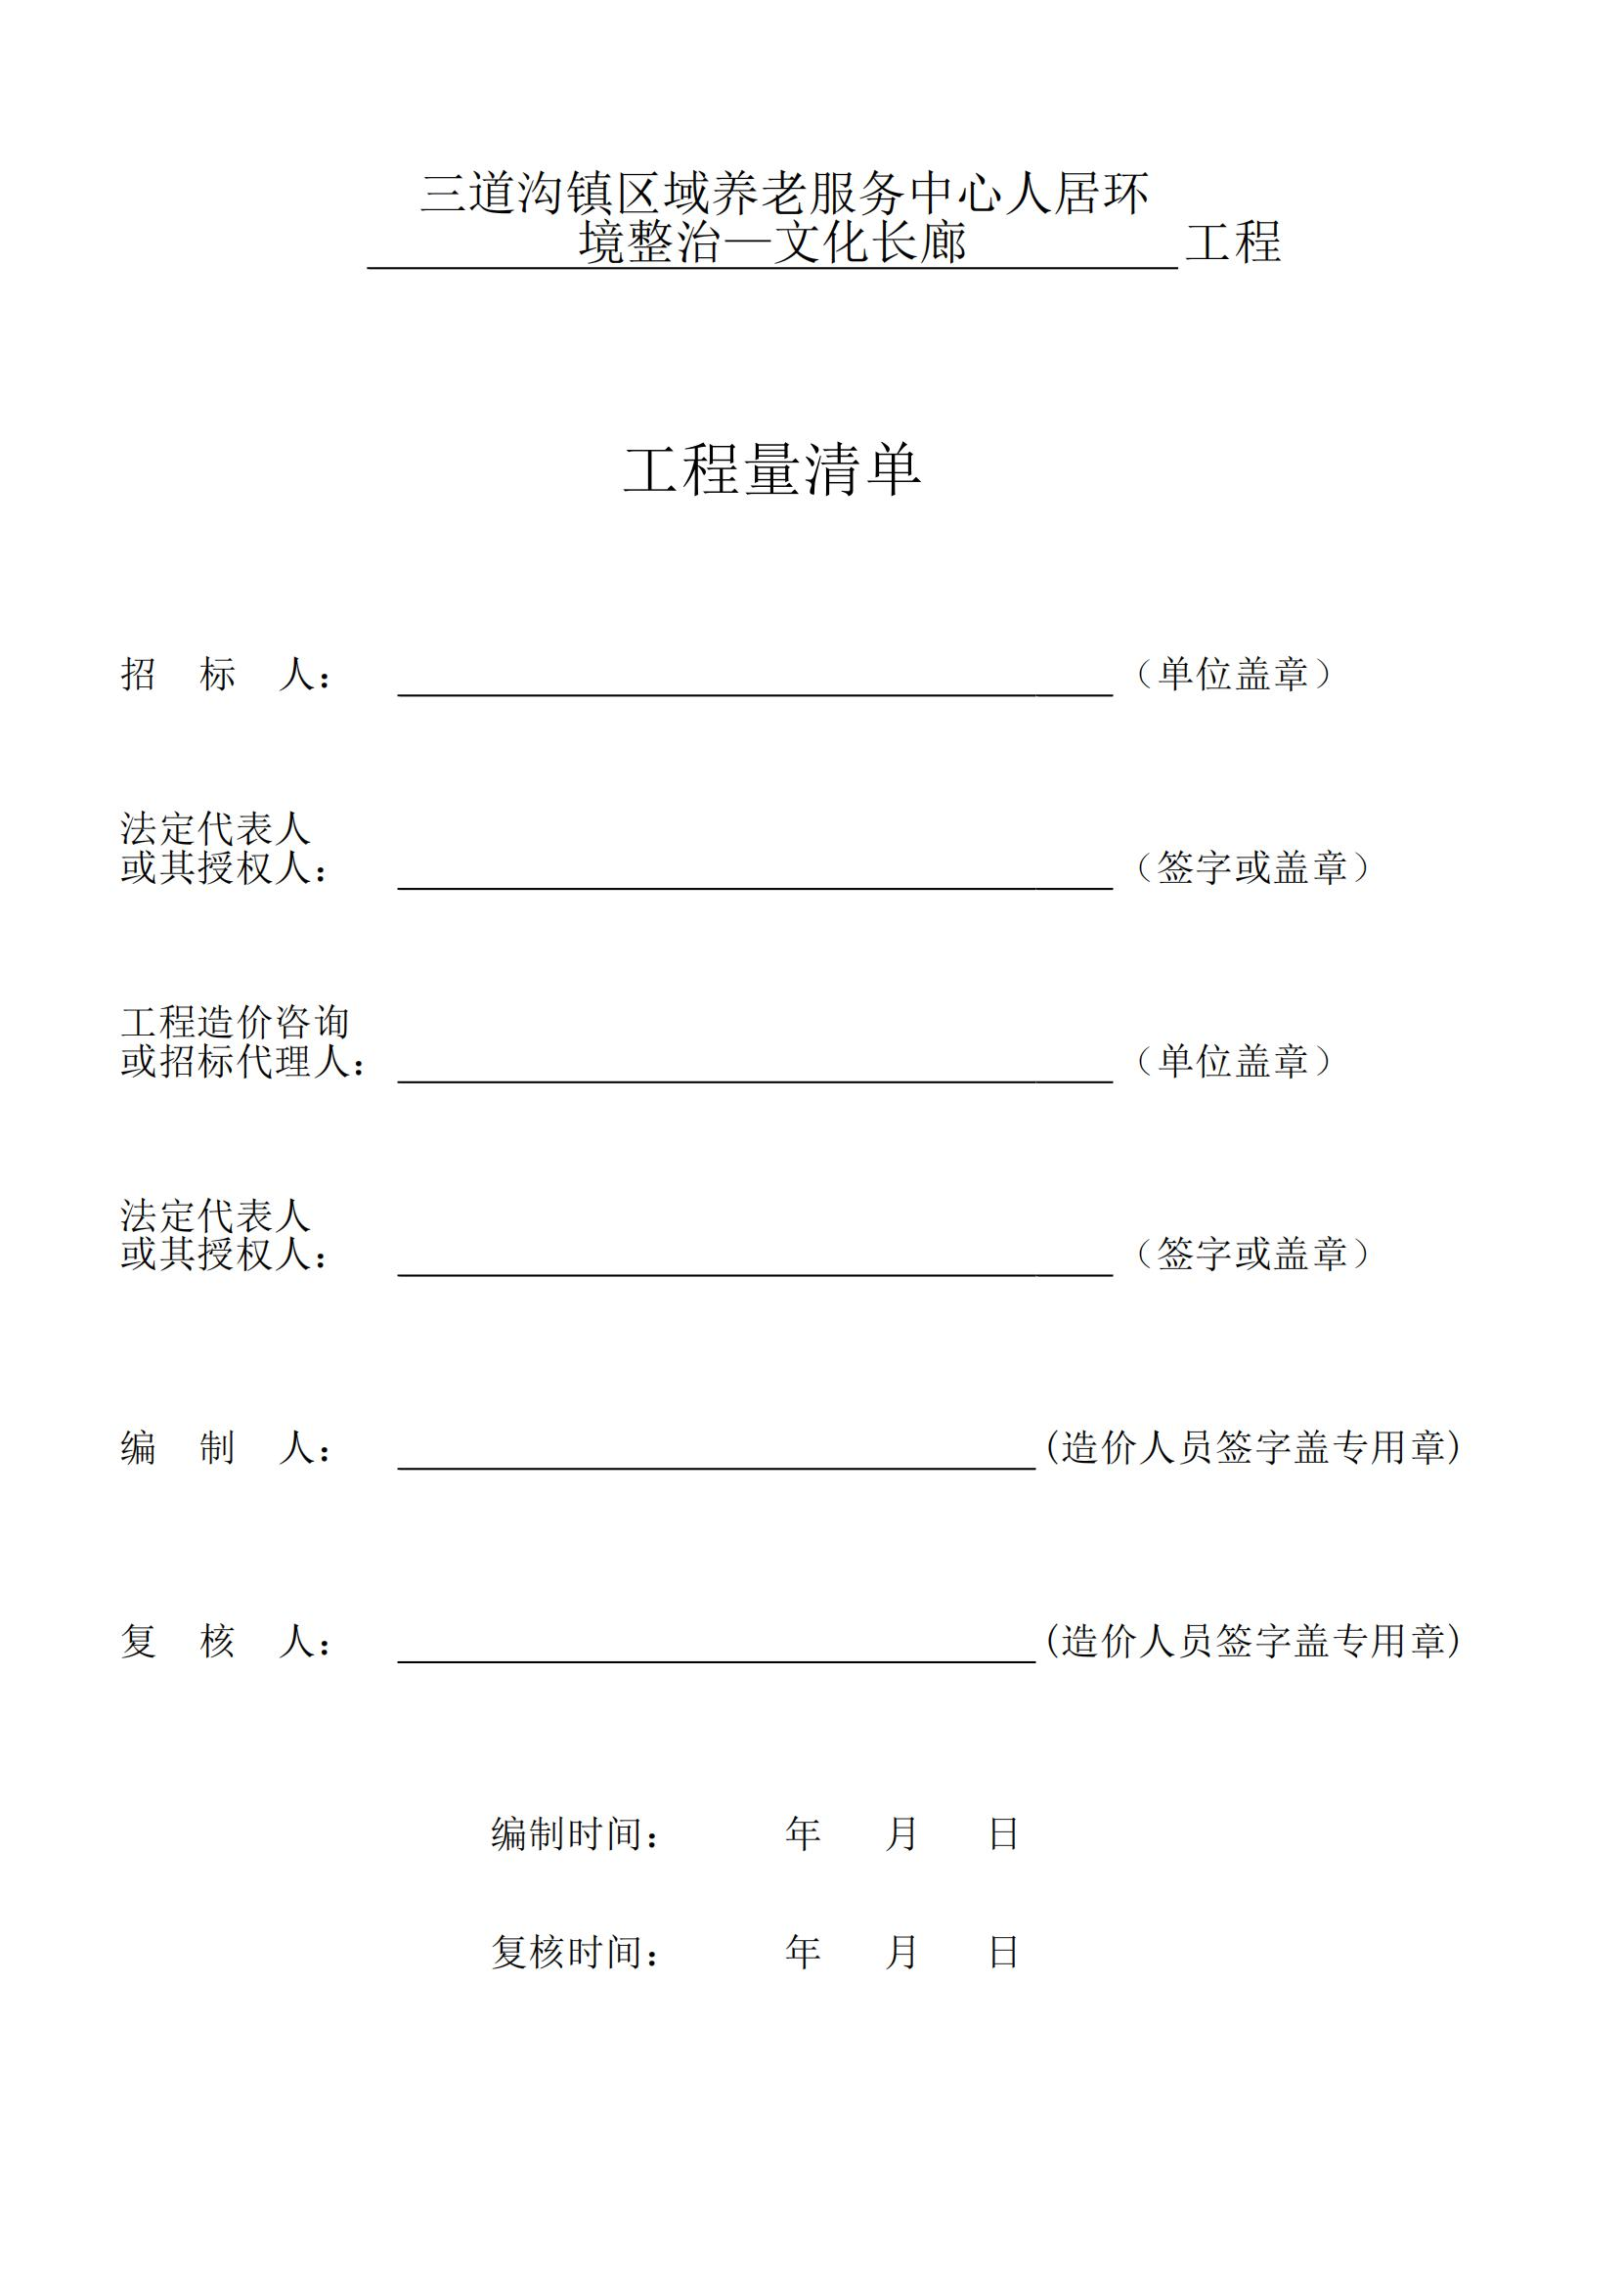 三道沟镇区域养老服务中心人居环
境整治—文化长廊 工程
工程量清单
招 标 人： （单位盖章）
法定代表人
或其授权人： （签字或盖章）
工程造价咨询
或招标代理人： （单位盖章）
法定代表人
或其授权人： （签字或盖章）
编 制 人： (造价人员签字盖专用章)
复 核 人： (造价人员签字盖专用章)
编制时间： 年 月 日
复核时间： 年 月 日